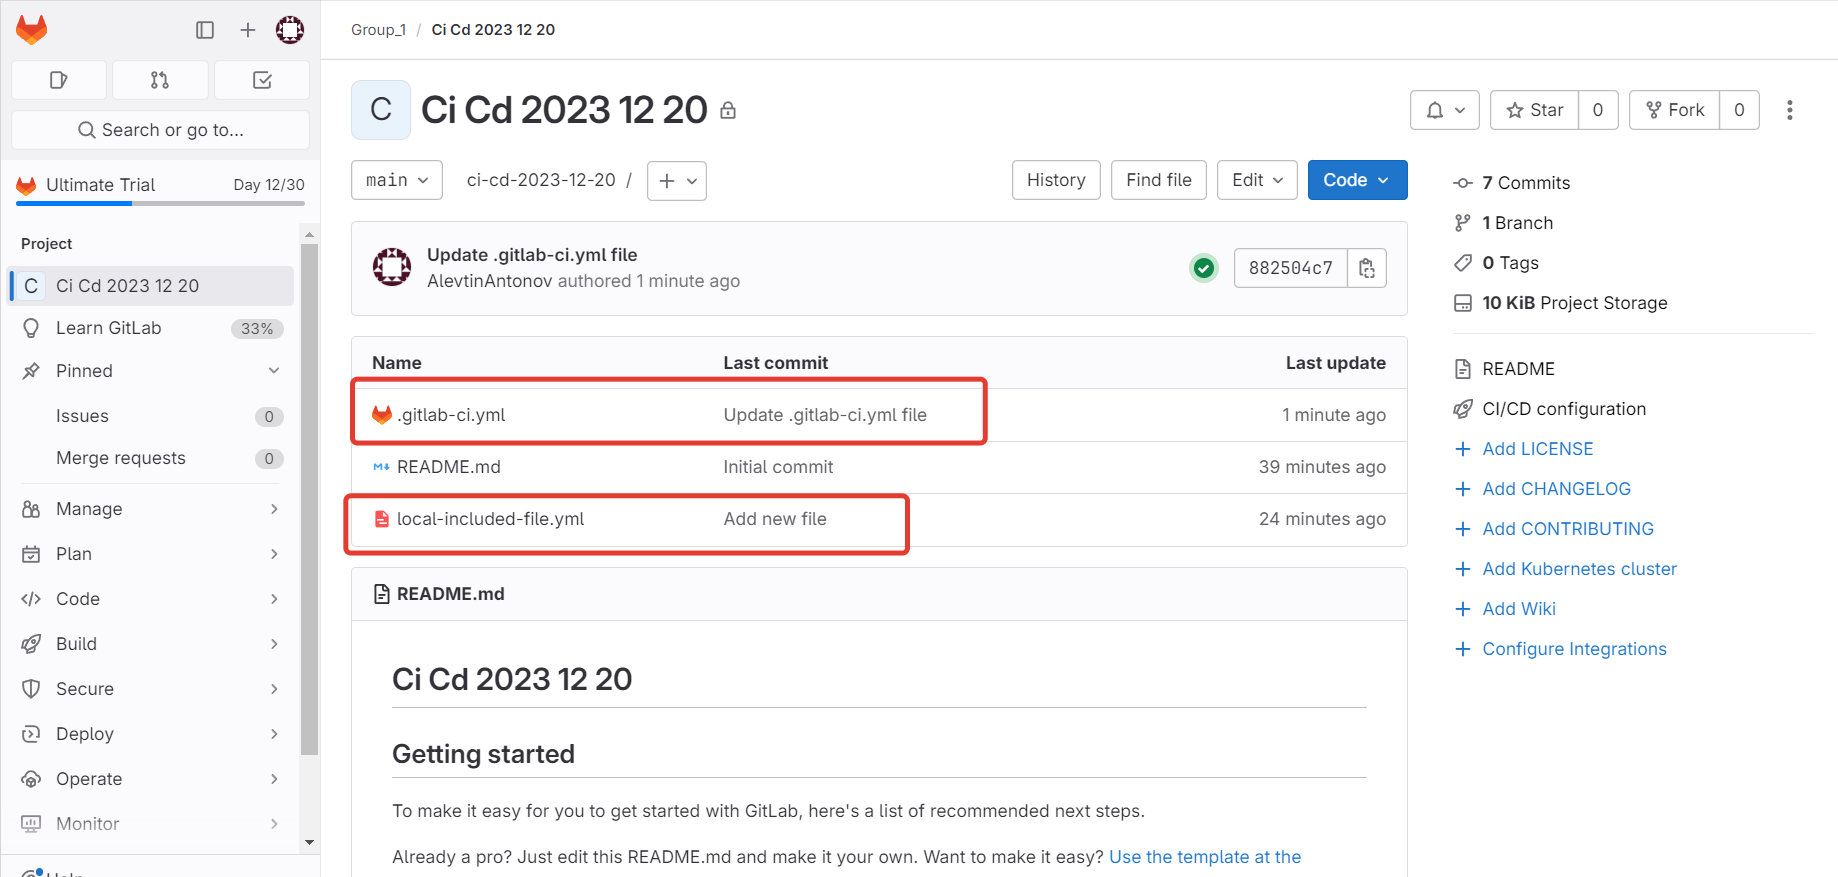 Group_1 / Ci Cd 2023 12 20
Search or go to...
Ultimate Trial Day 12/30
Project
C Ci Cd 2023 12 20
Learn GitLab 33%
Pinned
Issues 0
Merge requests 0
Manage
Plan
Code
Build
Secure
Deploy
Operate
Monitor
Help
C Ci Cd 2023 12 20
Star 0 Fork 0
main ci-cd-2023-12-20 / History Find file Edit Code
Update .gitlab-ci.yml file
AlevtinAntonov authored 1 minute ago
882504c7
Name Last commit Last update
.gitlab-ci.yml Update .gitlab-ci.yml file 1 minute ago
README.md Initial commit 39 minutes ago
local-included-file.yml Add new file 24 minutes ago
README.md
Ci Cd 2023 12 20
Getting started
To make it easy for you to get started with GitLab, here's a list of recommended next steps.
Already a pro? Just edit this README.md and make it your own. Want to make it easy? Use the template at the
7 Commits
1 Branch
0 Tags
10 KiB Project Storage
README
CI/CD configuration
Add LICENSE
Add CHANGELOG
Add CONTRIBUTING
Add Kubernetes cluster
Add Wiki
Configure Integrations